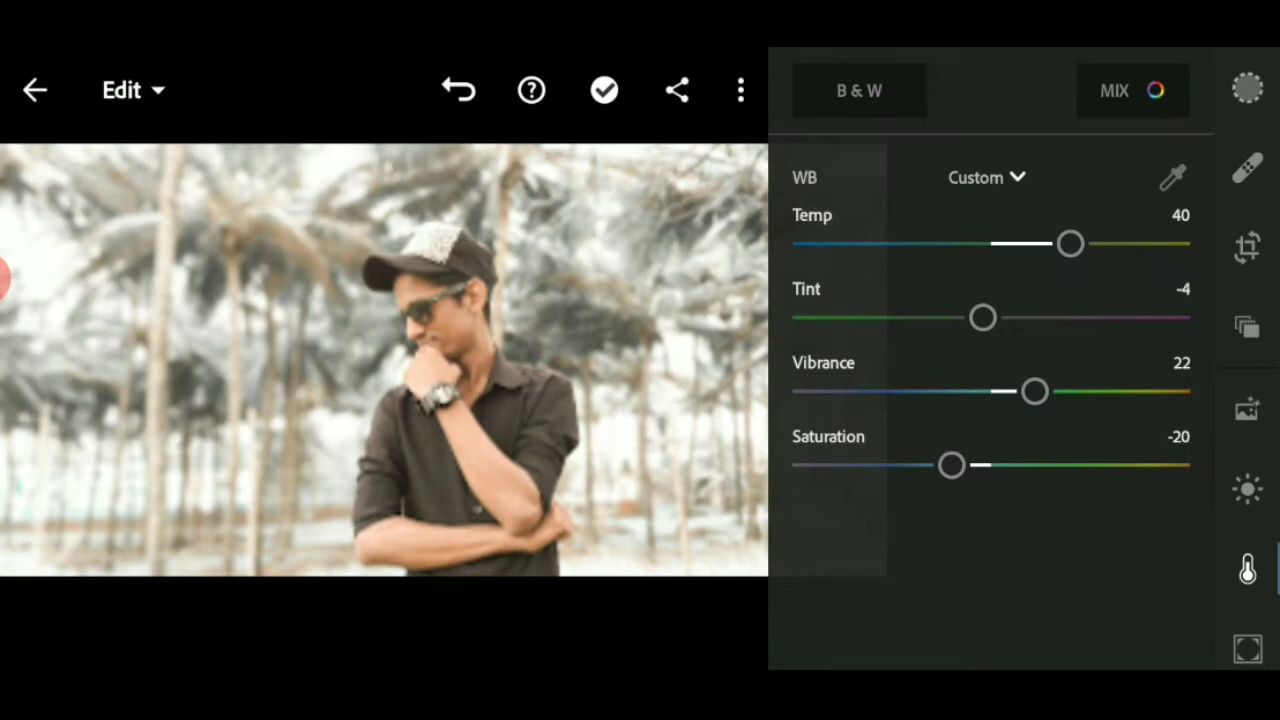 Edit
B & W
MIX
WB
Custom
Temp
40
Tint
-4
Vibrance
22
Saturation
-20